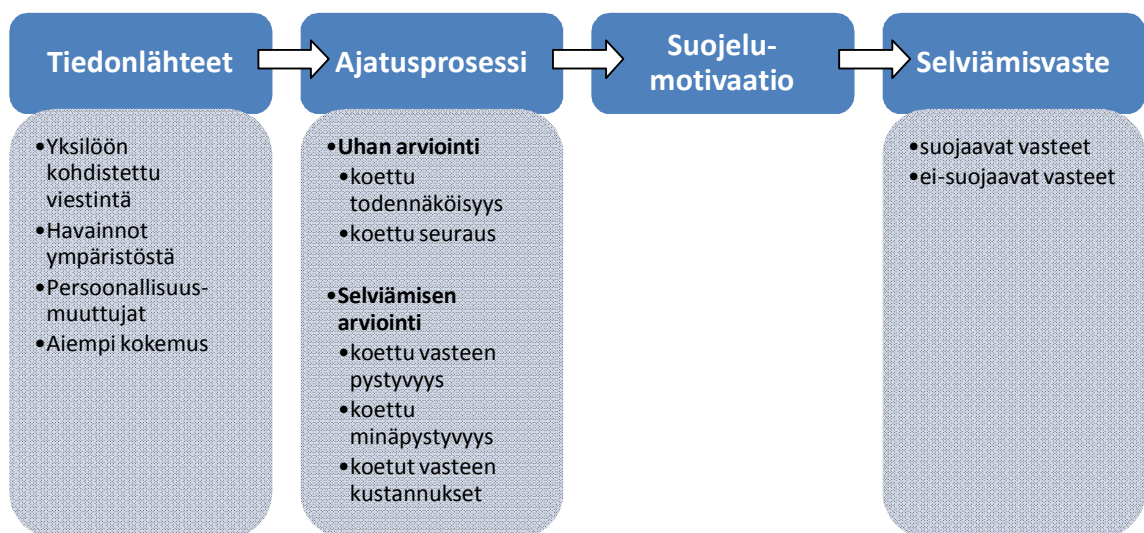 Tiedonlähteet
•Yksilöön
kohdistettu
viestintä
•Havainnot
ympäristöstä
•Persoonallisuus-
muuttujat
•Aiempi kokemus
Ajatusprosessi
•Uhan arviointi
•koettu
todennäköisyys
•koettu seuraus
•Selviämisen
arviointi
•koettu vasteen
pystyvyys
•koettu
minäpystyvyys
•koetut vasteen
kustannukset
Suojelu-
motivaatio
Selviämisvaste
•suojaavat vasteet
•ei-suojaavat vasteet